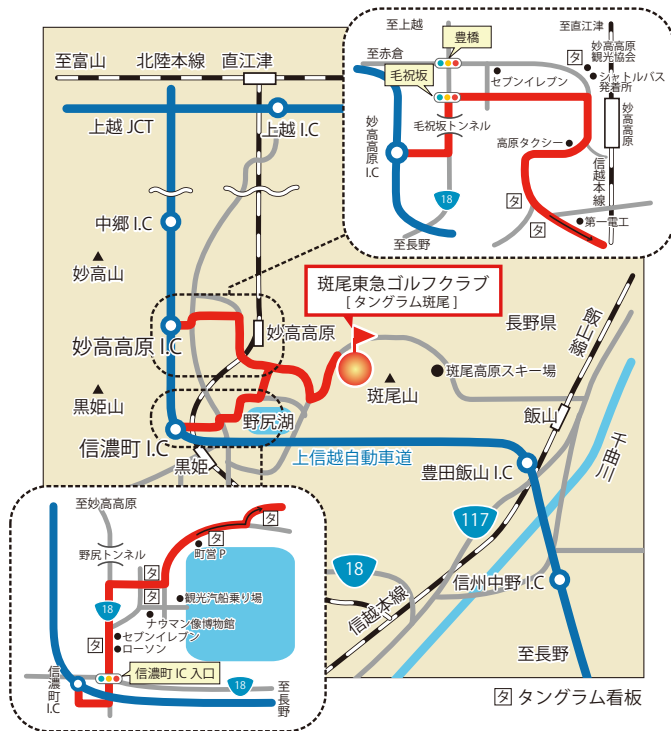 至富山
北陸本線
直江津
上越 JCT
上越 I.C
中郷 I.C
妙高山
妙高高原 I.C
妙高高原
黒姫山
信濃町 I.C
黒姫
野尻湖
斑尾東急ゴルフクラブ
[ タングラム斑尾 ]
長野県
飯山線
斑尾高原スキー場
斑尾山
飯山
千曲川
上信越自動車道
豊田飯山 I.C
117
18
信越本線
信州中野 I.C
至長野
タ タングラム看板
至上越
豊橋
至赤倉
毛祝坂
セブンイレブン
至直江津
タ
妙高高原
観光協会
シャトルバス
発着所
妙高高原
毛祝坂トンネル
妙高高原
I.C
高原タクシー
信越本線
18
タ
タ
第一電工
至長野
至妙高高原
タ
タ
町営 P
野尻トンネル
タ
タ
観光汽船乗り場
18
ナウマン像博物館
タ
セブンイレブン
ローソン
信濃町
I.C
信濃町 IC 入口
18
至長野